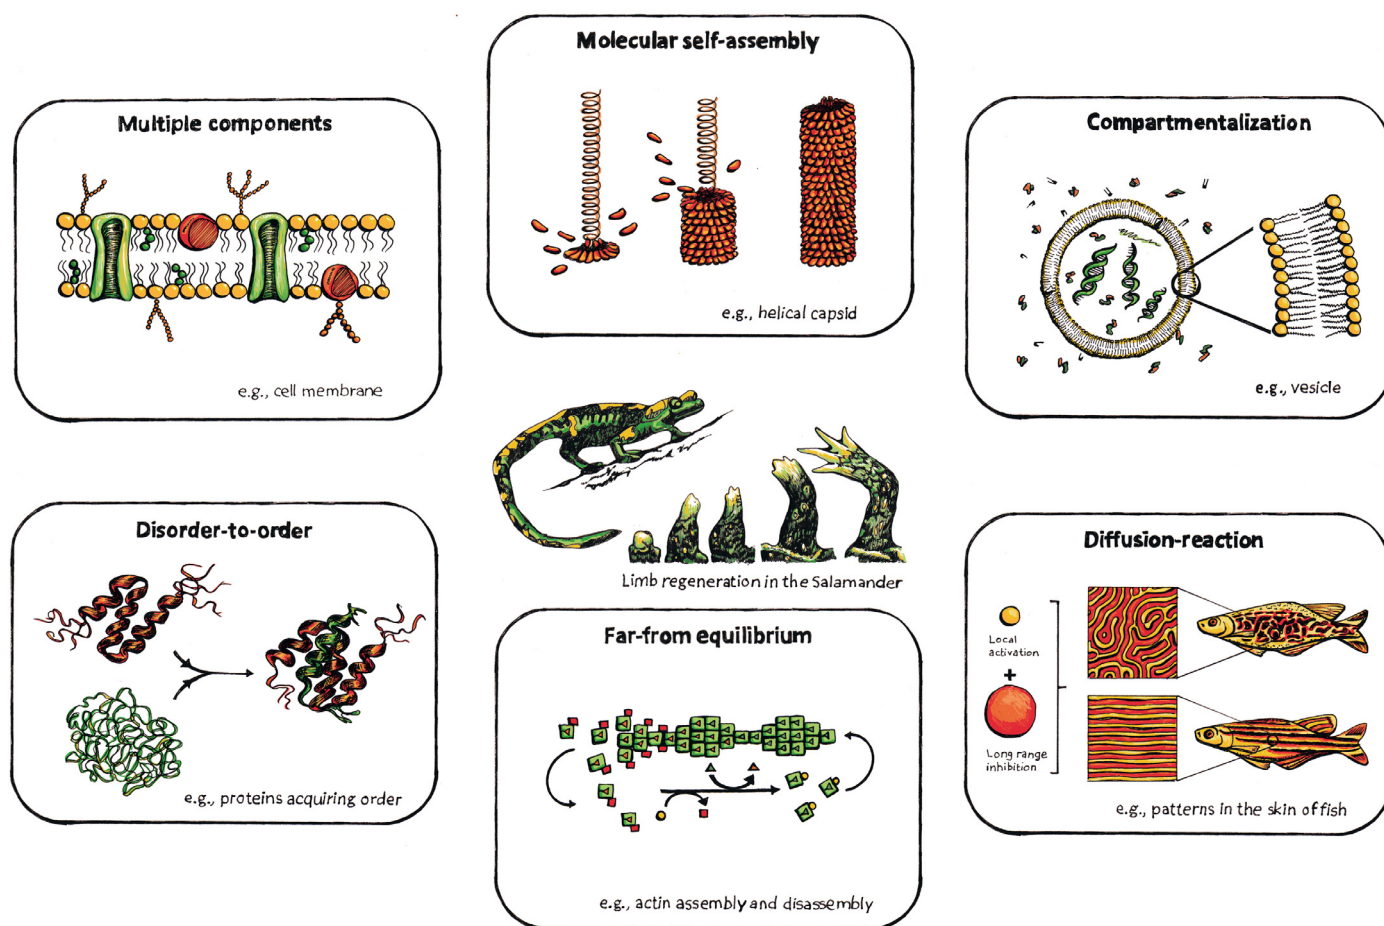 Molecular self-assembly
e.g., helical capsid
Multiple components
e.g., cell membrane
Compartmentalization
e.g., vesicle
Limb regeneration in the Salamander
Disorder-to-order
e.g., proteins acquiring order
Far-from equilibrium
e.g., actin assembly and disassembly
Diffusion-reaction
Local
activation
+
Long range
inhibition
e.g., patterns in the skin of fish